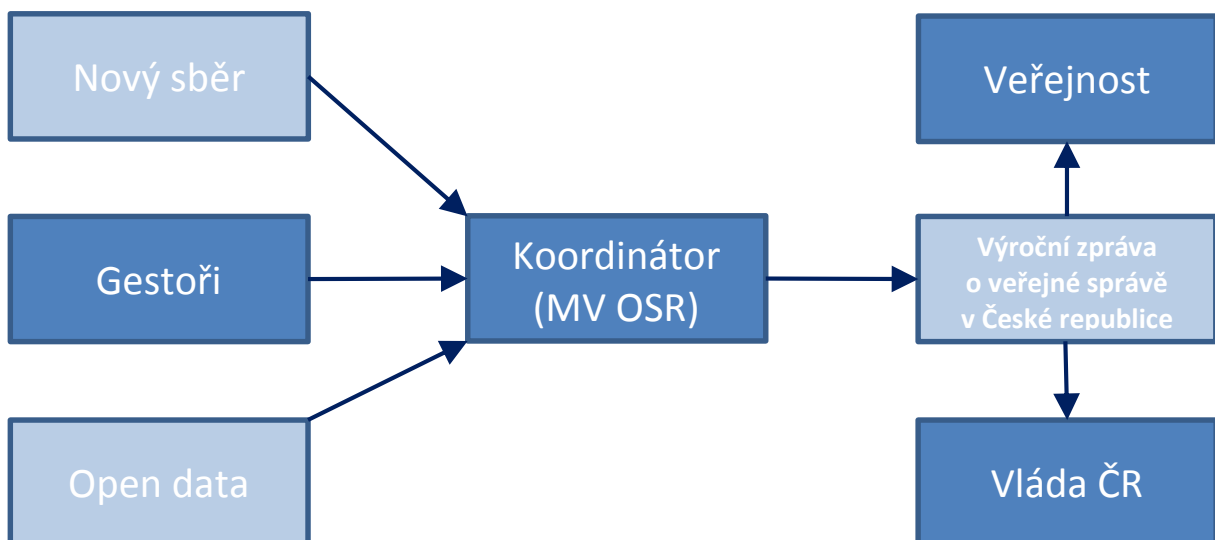 Nový sběr
Gestoři
Open data
Koordinátor
(MV OSR)
Veřejnost
Výroční zpráva
o veřejné správě
v České republice
Vláda ČR